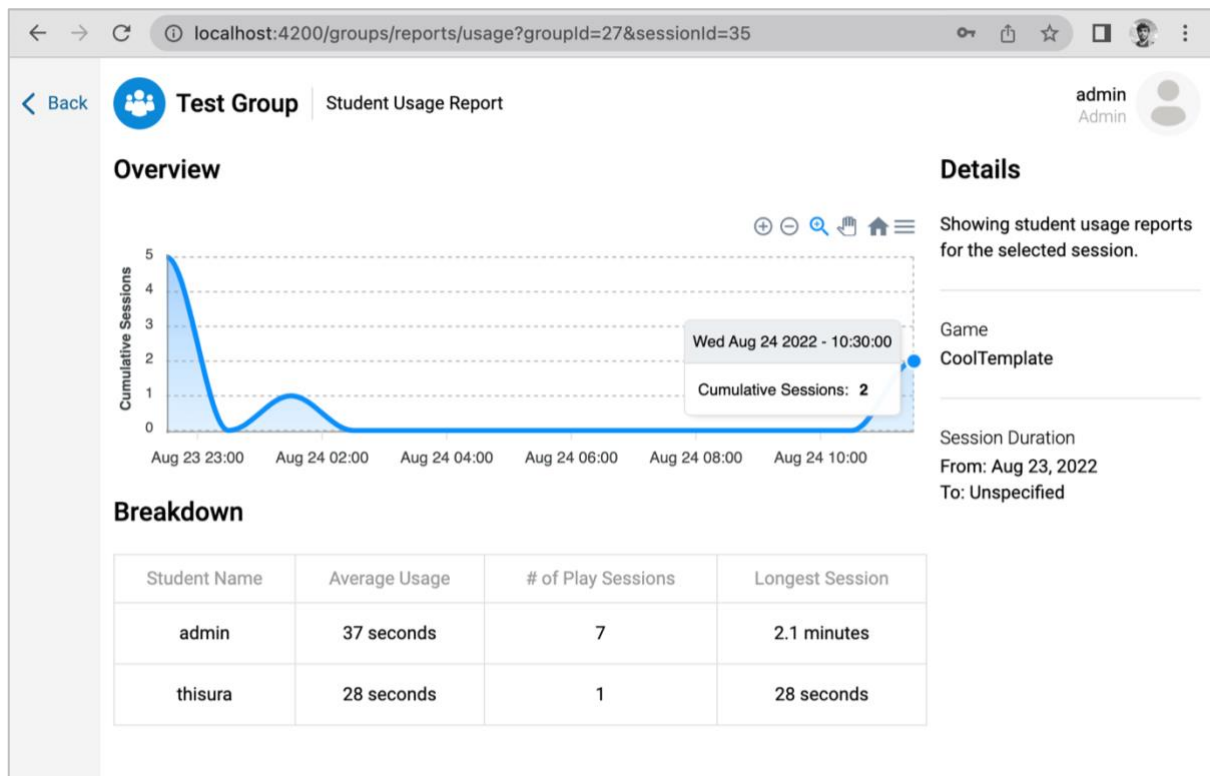 localhost:4200/groups/reports/usage?groupId=27&sessionId=35
Back
Test Group
Student Usage Report
admin
Admin
Overview
Cumulative Sessions
5
4
3
2
1
0
Wed Aug 24 2022 - 10:30:00
Cumulative Sessions: 2
Aug 23 23:00
Aug 24 02:00
Aug 24 04:00
Aug 24 06:00
Aug 24 08:00
Aug 24 10:00
Details
Showing student usage reports
for the selected session.
Game
CoolTemplate
Session Duration
From: Aug 23, 2022
To: Unspecified
Breakdown
Student Name Average Usage # of Play Sessions Longest Session
admin 37 seconds 7 2.1 minutes
thisura 28 seconds 1 28 seconds